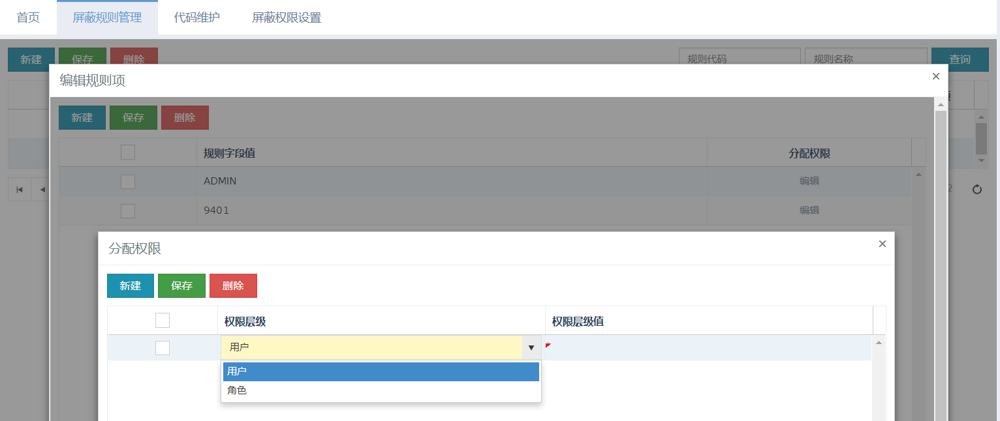 首页 屏蔽规则管理 代码维护 屏蔽权限设置
新建 保存 删除 规则代码 规则名称 查询
编辑规则项
新建 保存 删除
规则字段值 分配权限
ADMIN 编辑
9401 编辑
2
分配权限
新建 保存 删除
权限层级 权限层级值
用户
用户
角色